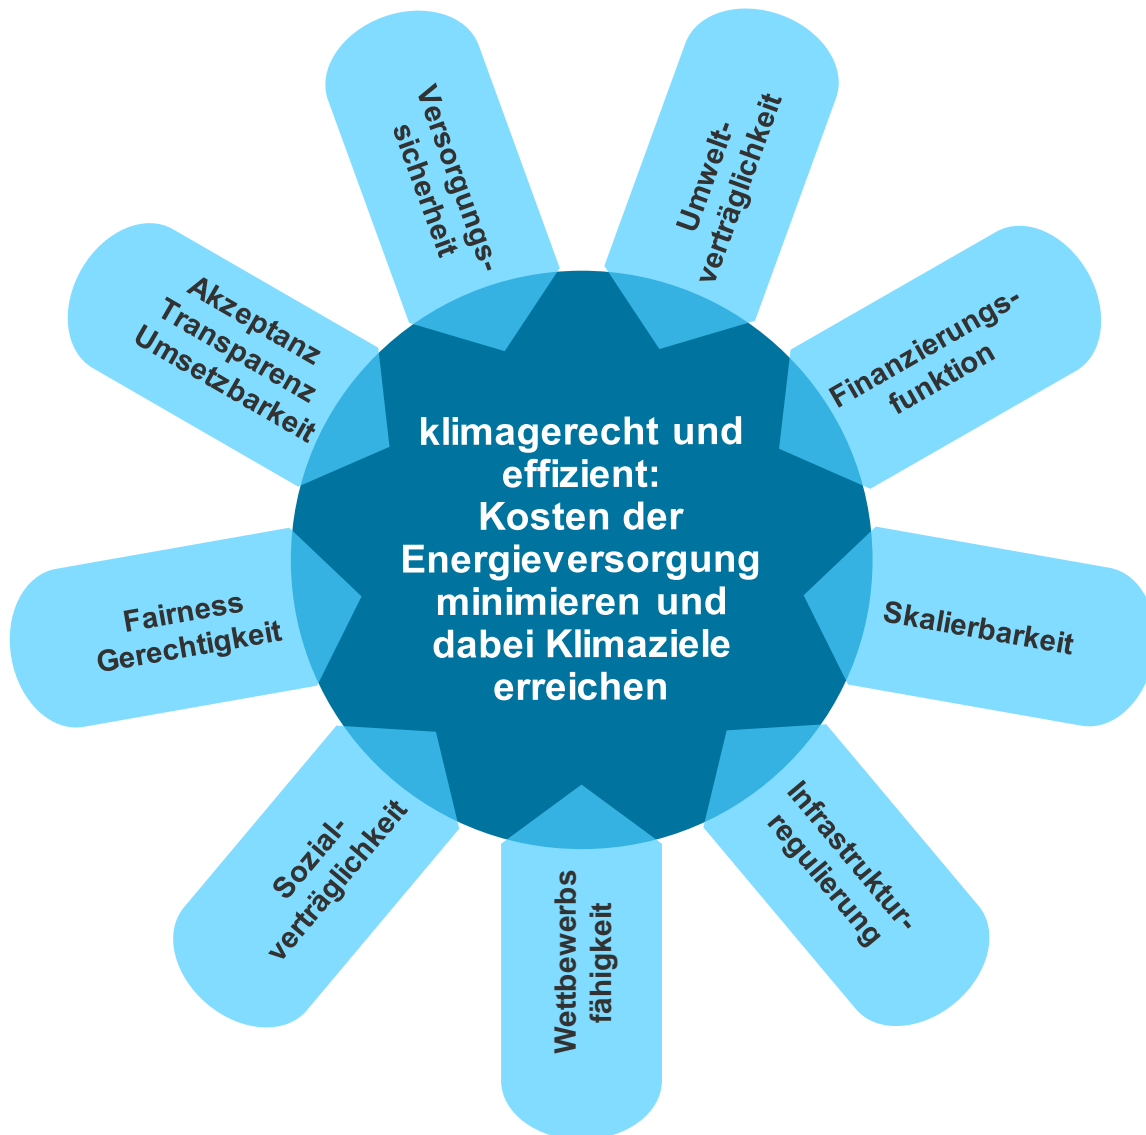 Versorgungs-
sicherheit
Umwelt-
verträglichkeit
Finanzierungs-
funktion
Skalierbarkeit
Infrastruktur-
regulierung
Wettbewerbs
fähigkeit
Sozial-
verträglichkeit
Fairness
Gerechtigkeit
Akzeptanz
Transparenz
Umsetzbarkeit
klimagerecht und
effizient:
Kosten der
Energieversorgung
minimieren und
dabei Klimaziele
erreichen